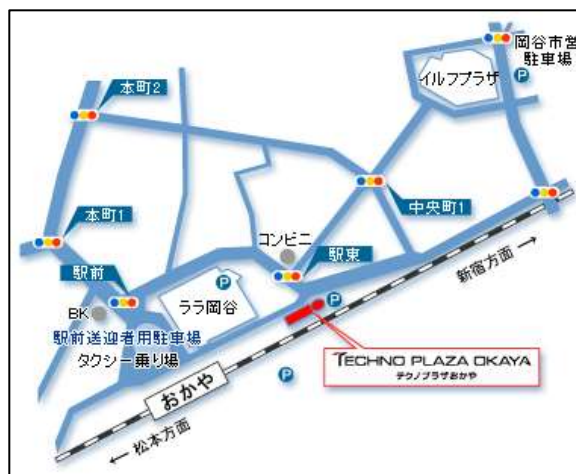 岡谷市営
駐車場
P
イルフプラザ
本町2
中央町1
本町1
コンビニ
駅東
新宿方面 →
駅前
ララ岡谷
P
P
BK
駅前送迎者用駐車場
タクシー乗り場
TECHNO PLAZA OKAYA
テクノプラザおかや
おかや
P
← 松本方面